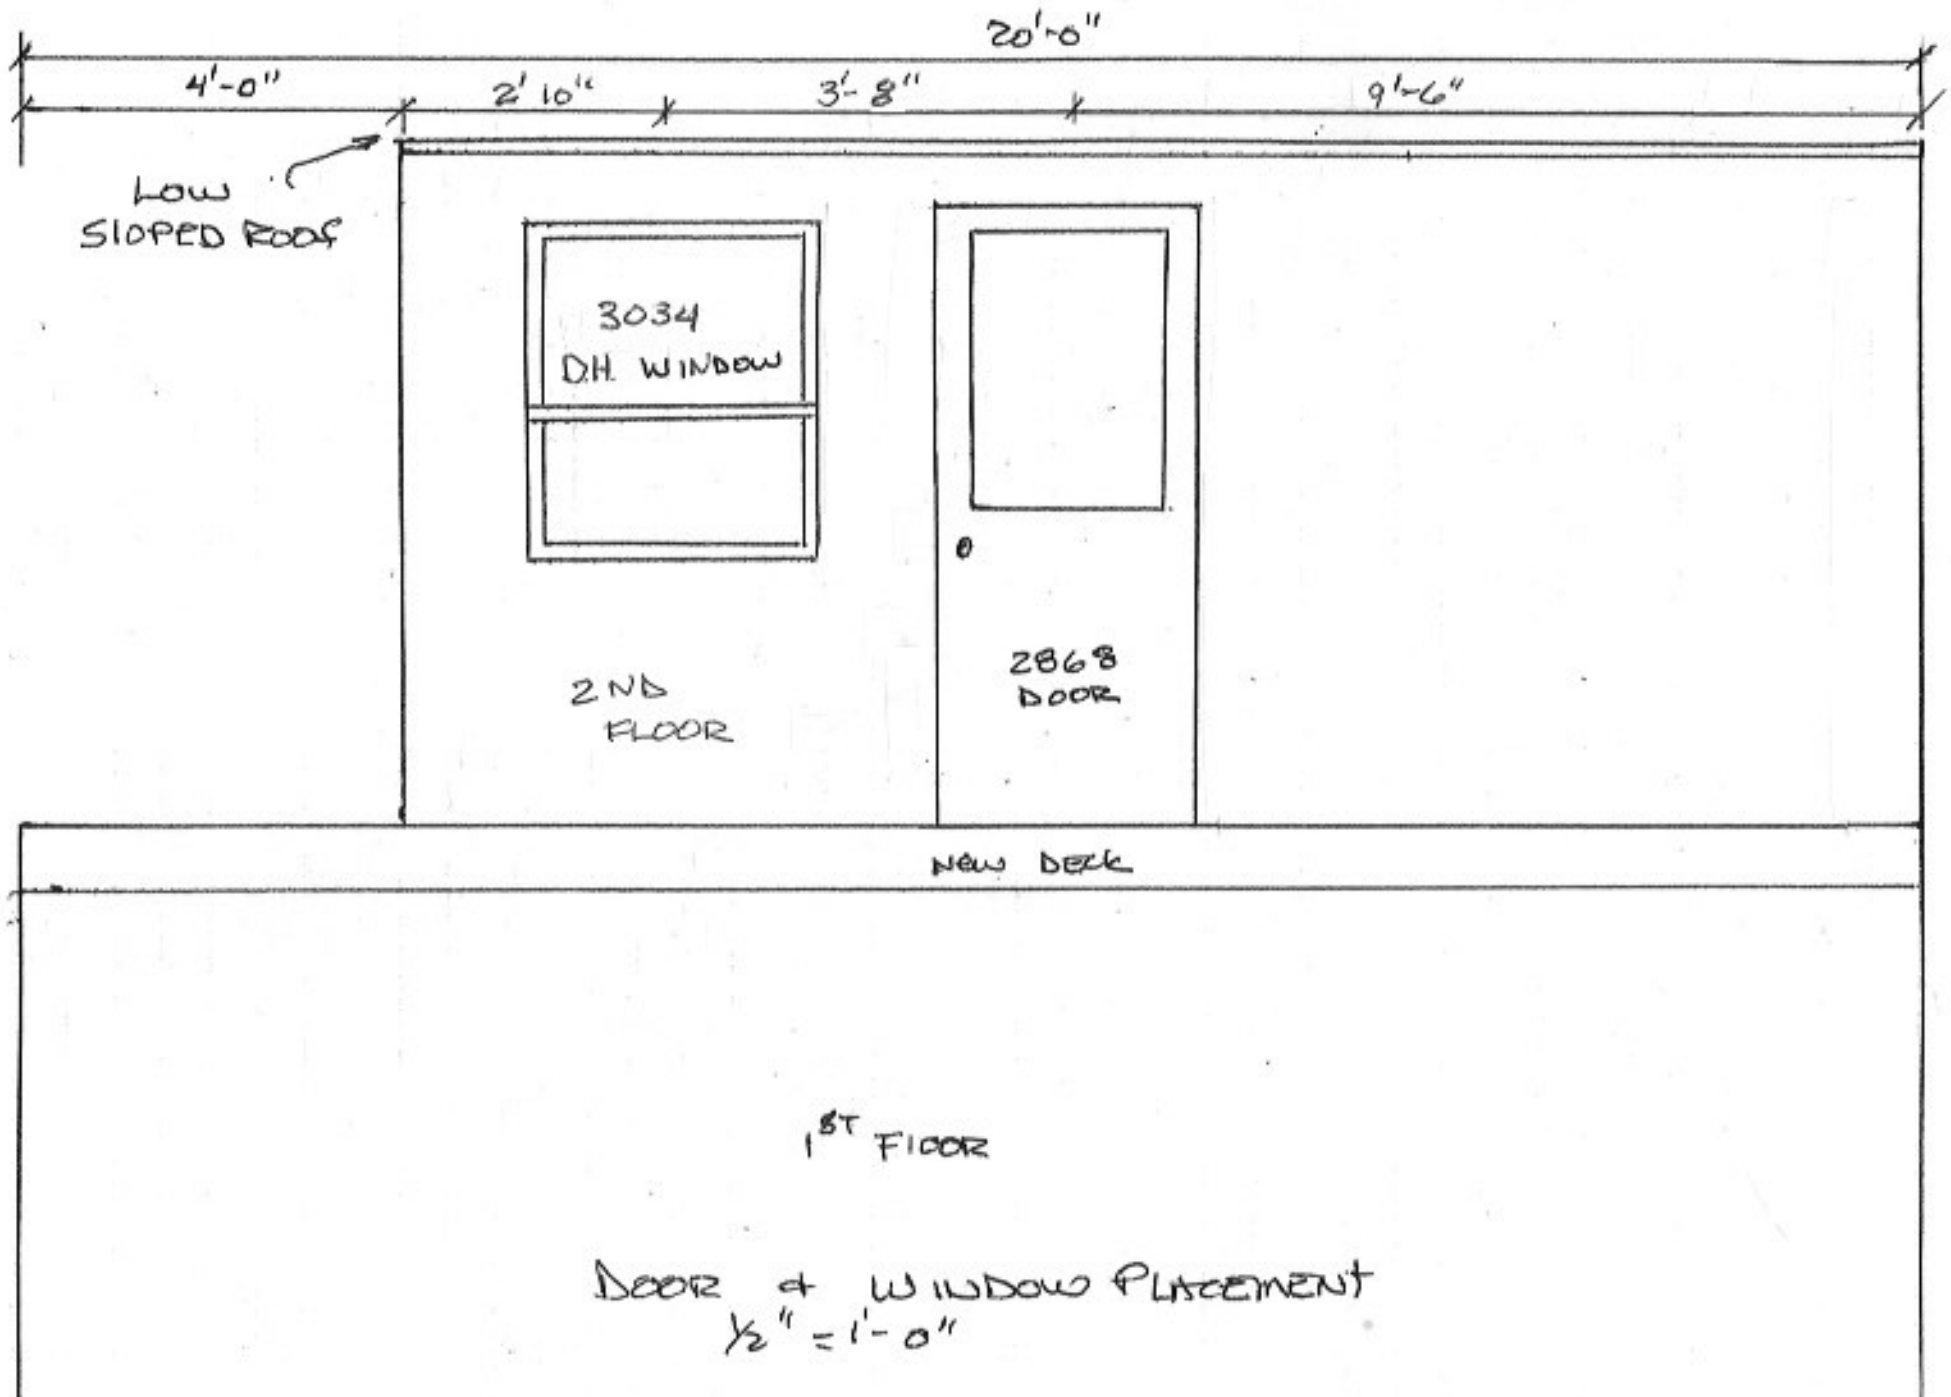 20'-0"
4'-0" 2' 10" 3'-8" 9'-6"
LOW
SLOPED ROOF
3034
D.H. WINDOW
2868
DOOR
2ND
FLOOR
NEW DECK
1ST FLOOR
DOOR & WINDOW PLACEMENT
1/2" = 1'-0"